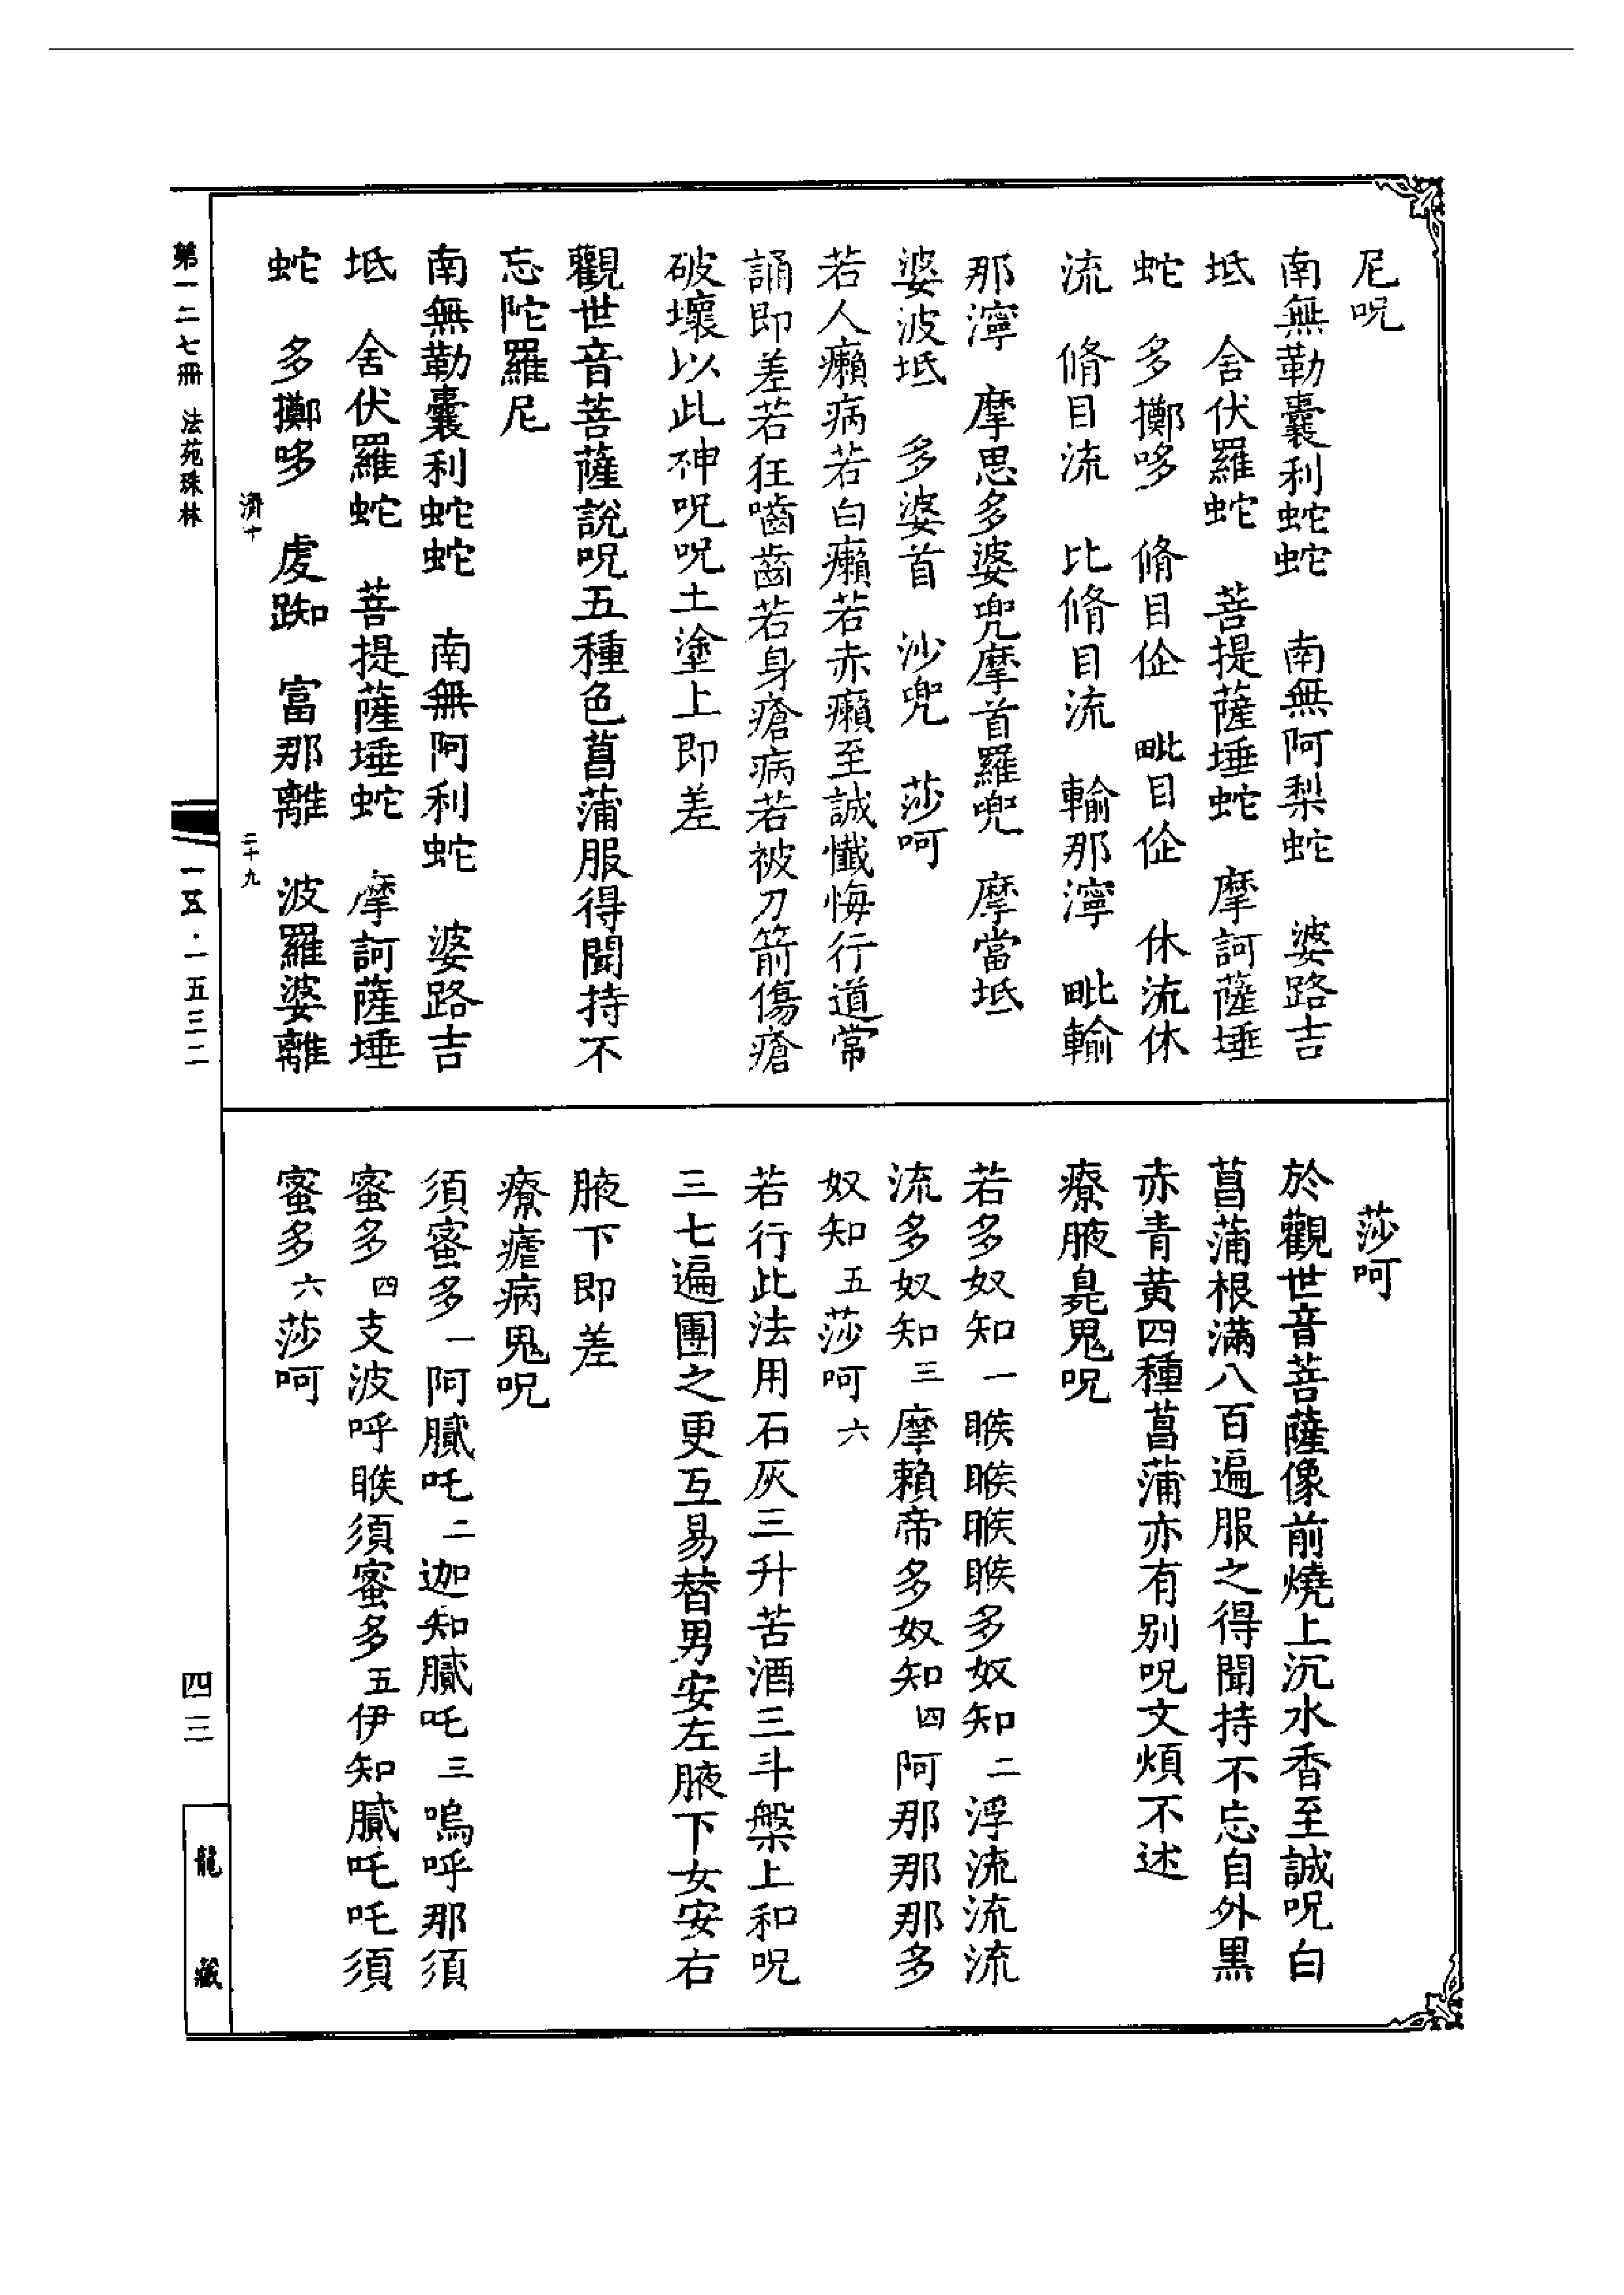 尼呪
南無勒囊利蛇蛇　南無阿梨蛇　婆路吉
坻　舍伏羅蛇　菩提薩埵蛇　摩訶薩埵
蛇　多擲哆　脩目企　毗目企　休流休
流　脩目流　比脩目流　輸那濘　毗輸
那濘　摩思多婆兜摩首羅兜　摩當坻
婆波坻　多婆首　沙兜　莎呵
若人癩病若白癩若赤癩至誠懺悔行道常
誦即差若狂嚙齒若身瘡病若被刀箭傷瘡
破壞以此神呪呪土塗上即差
觀世音菩薩說呪五種色菖蒲服得聞持不
忘陀羅尼
南無勒囊利蛇蛇　南無阿利蛇　婆路吉
坻　舍伏羅蛇　菩提薩埵蛇　摩訶薩埵
蛇　多擲哆　虔踟　富那離　波羅婆離
濟十　二十九
莎呵
於觀世音菩薩像前燒上沉水香至誠呪白
菖蒲根滿八百遍服之得聞持不忘自外黑
赤青黃四種菖蒲亦有別呪文煩不述
療腋臭鬼呪
若多奴知一睺睺睺睺多奴知二浮流流流
流多奴知三摩賴帝多奴知四阿那那那多
奴知五莎呵六
若行此法用石灰三升苦酒三斗槃上和呪
三七遍團之更互易替男安左腋下女安右
腋下即差
療瘧病鬼呪
須蜜多一阿膩吒二迦知膩吒三嗚呼那須
蜜多四支波呼睺須蜜多五伊知膩吒吒須
蜜多六莎呵
第一二七冊　法苑珠林
一五·一五三二
四三
龍藏